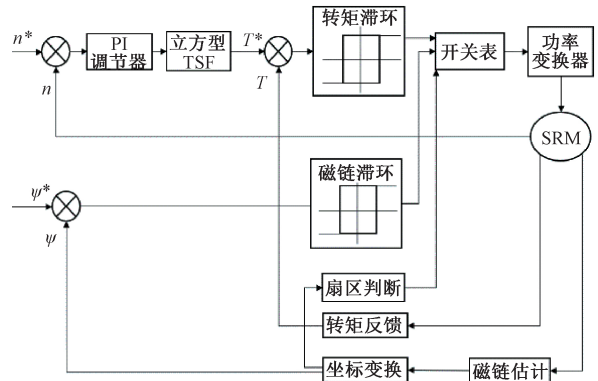 n*
n
PI
调节器
立方型
TSF
T*
T
转矩滞环
开关表
功率
变换器
SRM
ψ*
ψ
磁链滞环
扇区判断
转矩反馈
坐标变换
磁链估计